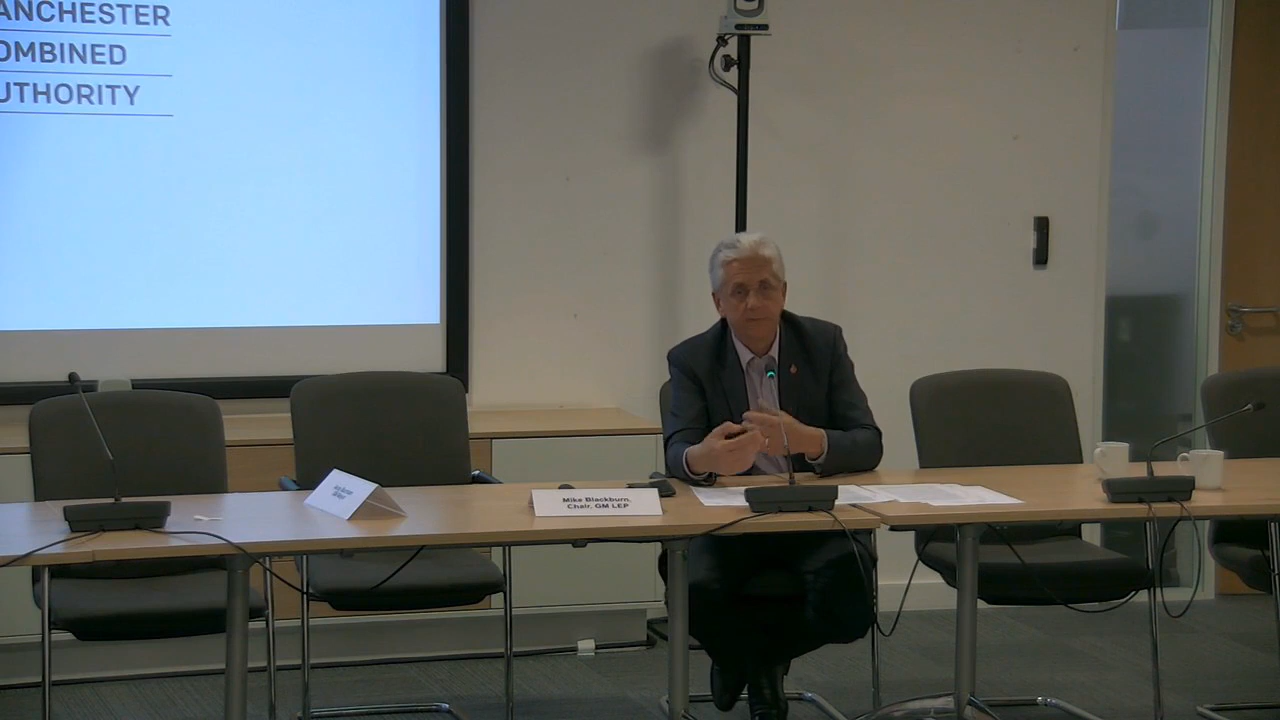 ANCHESTER
OMBINED
UTHORITY
Mike Blackburn,
Chair, GM LEP